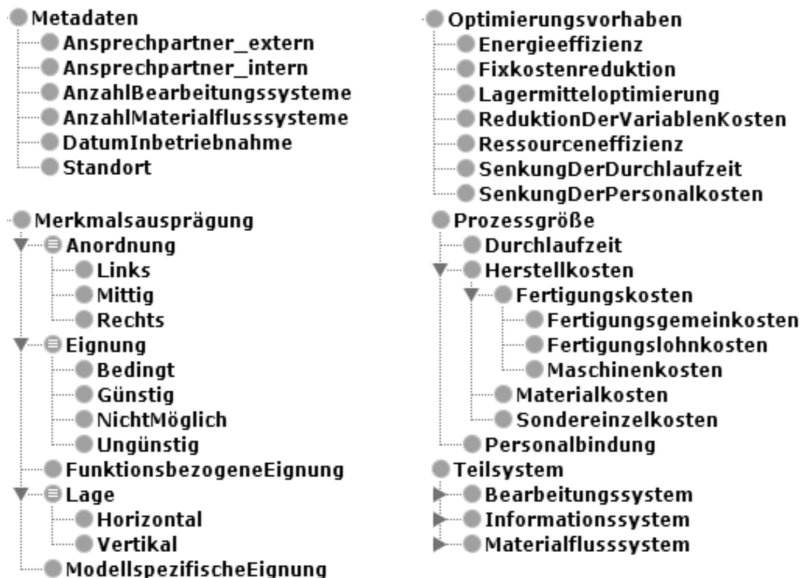 Metadaten
Ansprechpartner_extern
Ansprechpartner_intern
AnzahlBearbeitungssysteme
AnzahlMaterialflusssysteme
DatumInbetriebnahme
Standort
Merkmalsausprägung
Anordnung
Links
Mittig
Rechts
Eignung
Bedingt
Günstig
NichtMöglich
Ungünstig
FunktionsbezogeneEignung
Lage
Horizontal
Vertikal
ModellspezifischeEignung
Optimierungsvorhaben
Energieeffizienz
Fixkostenreduktion
Lagermitteloptimierung
ReduktionDerVariablenKosten
Ressourceneffizienz
SenkungDerDurchlaufzeit
SenkungDerPersonalkosten
Prozessgröße
Durchlaufzeit
Herstellkosten
Fertigungskosten
Fertigungsgemeinkosten
Fertigungslohnkosten
Maschinenkosten
Materialkosten
Sondereinzelkosten
Personalbindung
Teilsystem
Bearbeitungssystem
Informationssystem
Materialflusssystem